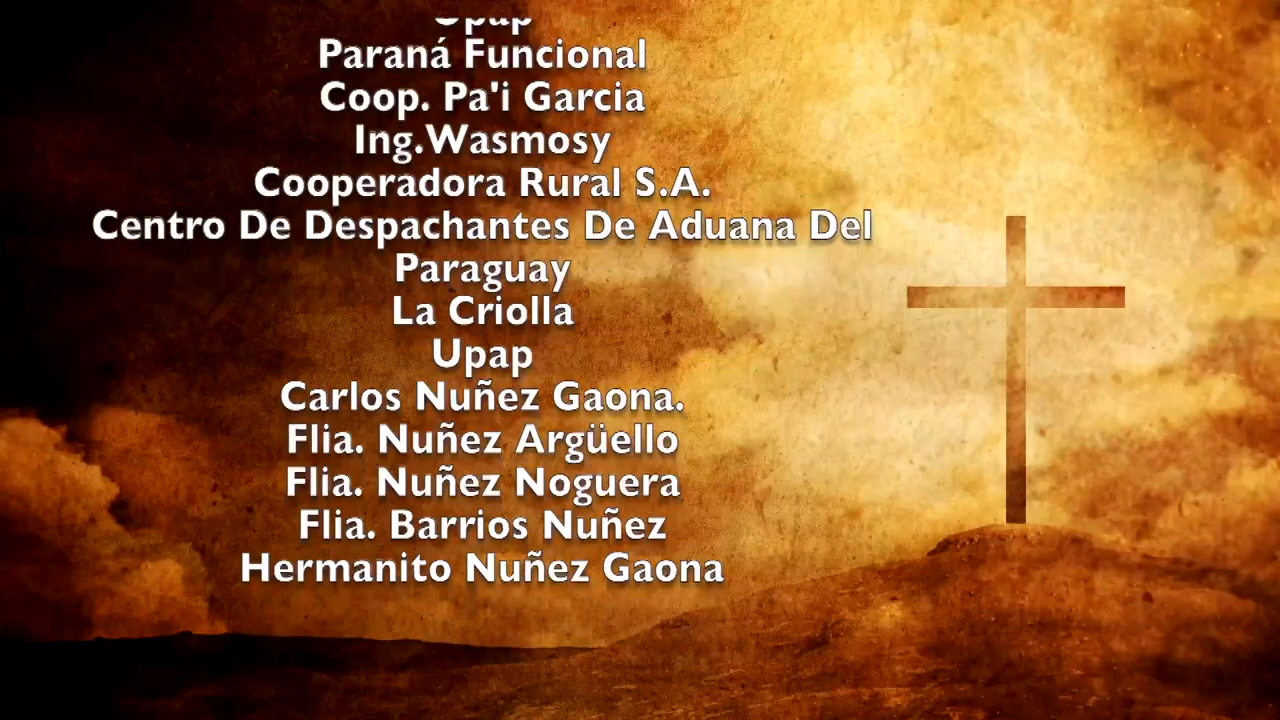 Paraná Funcional
Coop. Pa'i Garcia
Ing.Wasmosy
Cooperadora Rural S.A.
Centro De Despachantes De Aduana Del
Paraguay
La Criolla
Upap
Carlos Nuñez Gaona.
Flia. Nuñez Argüello
Flia. Nuñez Noguera
Flia. Barrios Nuñez
Hermanito Nuñez Gaona